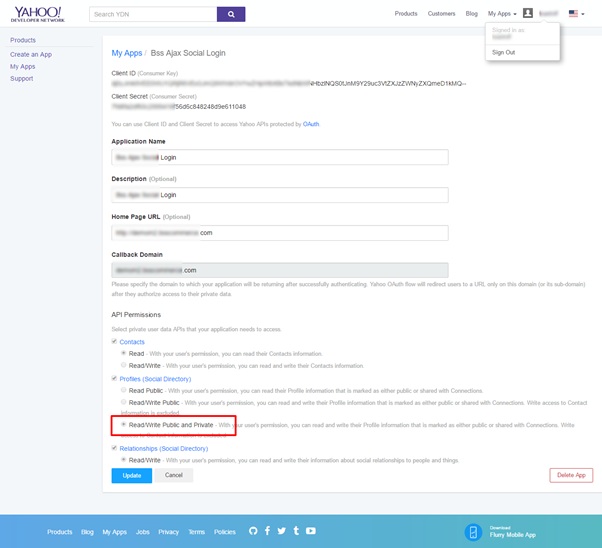 YAHOO!
DEVELOPER NETWORK
Search YDN
Products Customers Blog My Apps
Signed in as
Sign Out
Products
Create an App
My Apps
Support
My Apps / Bss Ajax Social Login
Client ID (Consumer Key)
Client Secret (Consumer Secret)
f56d6c848248d9e611048
You can use Client ID and Client Secret to access Yahoo APIs protected by OAuth.
Application Name
Bss Ajax Social Login
Description (Optional)
Bss Ajax Social Login
Home Page URL (Optional)
.com
Callback Domain
.com
Please specify the domain to which your application will be returning after successfully authenticating. Yahoo OAuth flow will redirect users to a URL only on this domain (or its sub-domain)
after they authorize access to their private data.
API Permissions
Select private user data APIs that your application needs to access.
Contacts
Read - With your user's permission, you can read their Contacts information.
Read/Write - With your user's permission, you can read and write their Contacts information.
Profiles (Social Directory)
Read Public - With your user's permission, you can read their Profile information that is marked as either public or shared with Connections.
Read/Write Public - With your user's permission, you can read and write their Profile information that is marked as either public or shared with Connections. Write access to Contact
Information is excluded.
Read/Write Public and Private - With your user's permission, you can read and write their Profile information that is marked as either public or shared with Connections. Write
Relationships (Social Directory)
Read/Write - With your user's permission, you can read and write their information about social relationships to people and things.
Update Cancel Delete App
Products Blog My Apps Jobs Privacy Terms Policies
Download
Flurry Mobile App